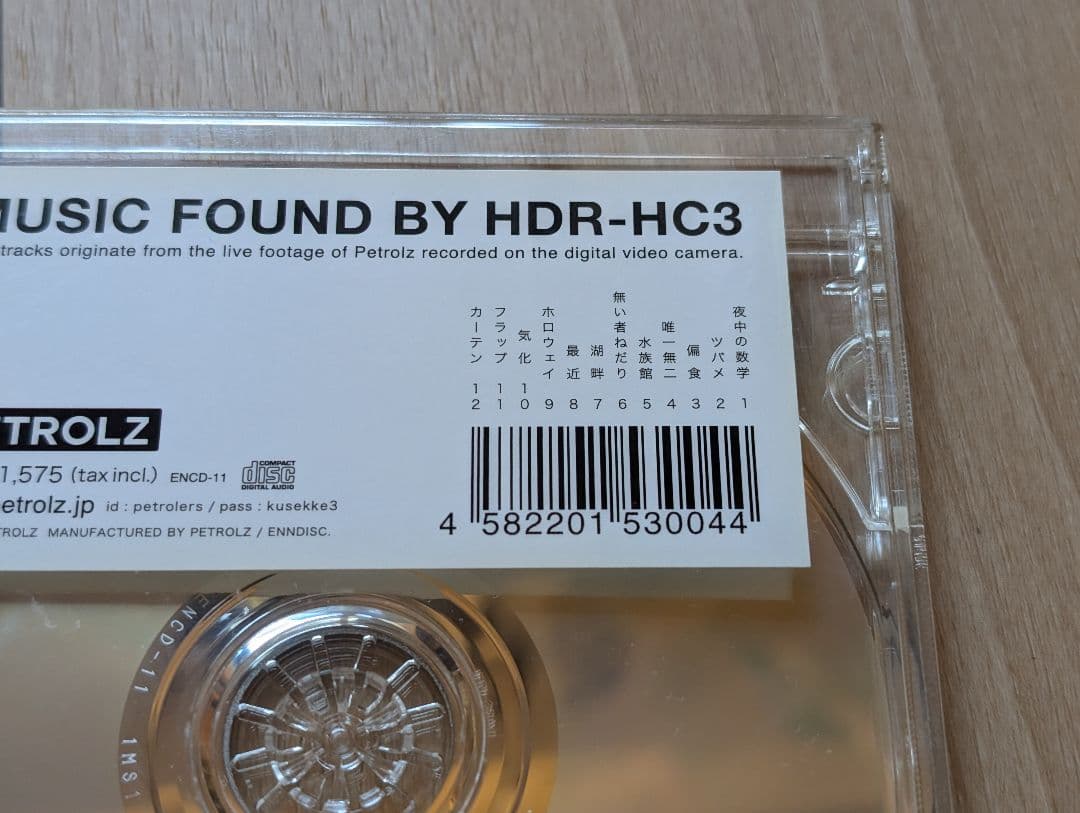 MUSIC FOUND BY HDR-HC3
tracks originate from the live footage of Petrolz recorded on the digital video camera.
夜中の数学 1
ツバメ 2
偏食 3
唯一無二 4
水族館 5
無い者ねだり 6
湖畔 7
最近 8
ホロウェイ 9
気化 10
フラップ 11
カーテン 12
ETROLZ
1,575 (tax incl.) ENCD-11 COMPACT disc DIGITAL AUDIO
etrolz.jp id : petrolers / pass : kusekke3
TROLZ MANUFACTURED BY PETROLZ / ENNDISC.
4 582201 530044
ENCD-11 1MS1